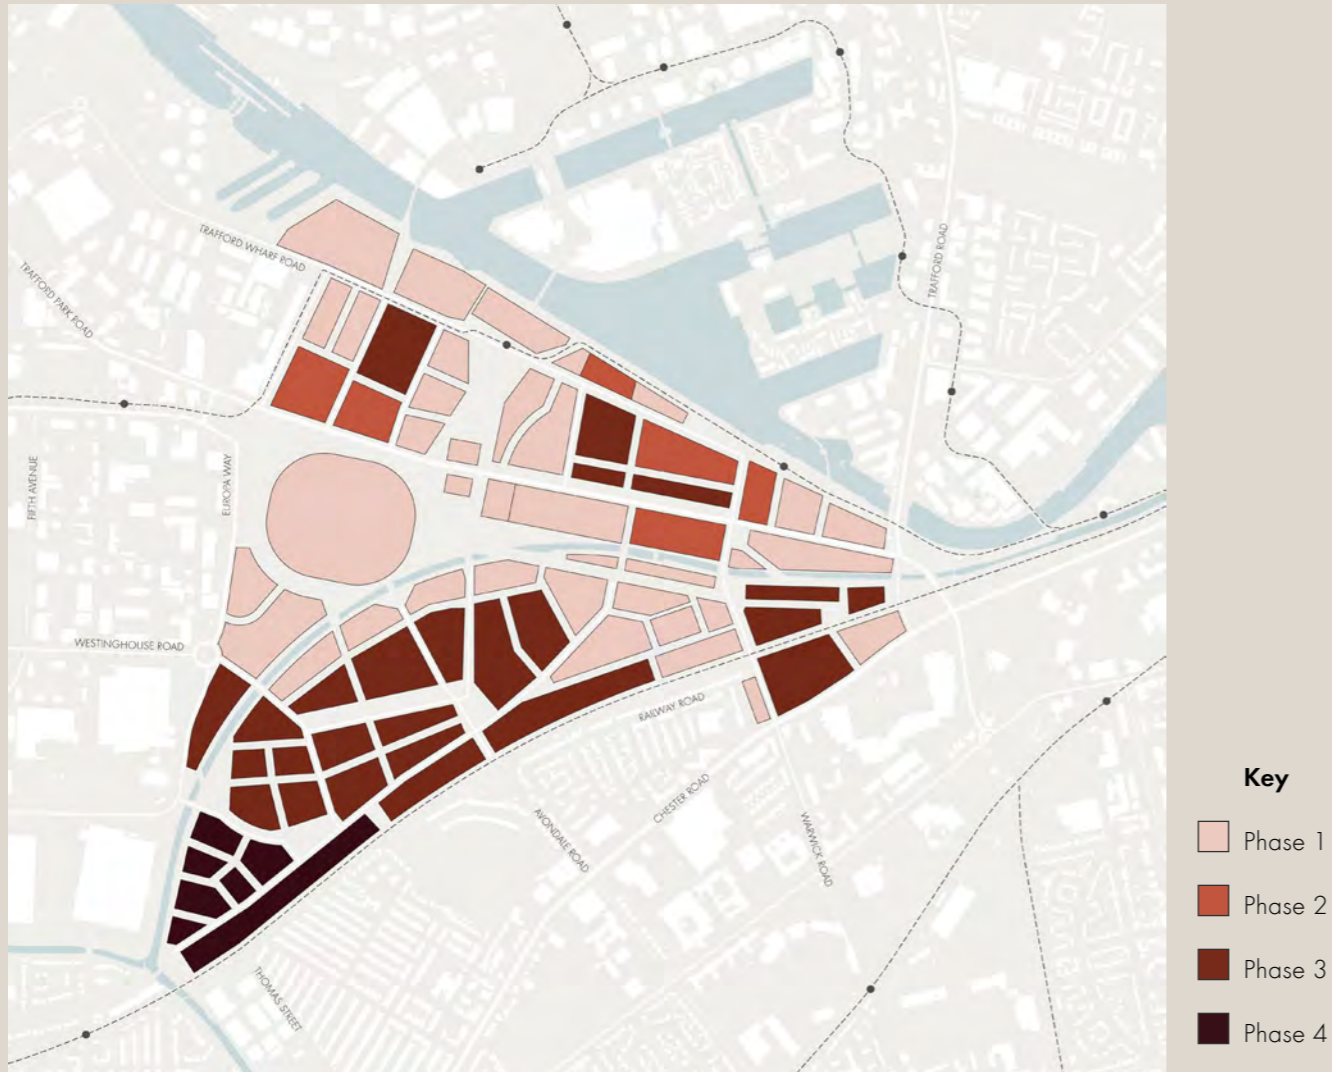 TRAFFORD WHARF ROAD
TRAFFORD PARK ROAD
TRAFFORD ROAD
FIFTH AVENUE
EUROPA WAY
WESTINGHOUSE ROAD
RAILWAY ROAD
CHESTER ROAD
AVONDALE ROAD
WARWICK ROAD
THOMAS STREET
Key
Phase 1
Phase 2
Phase 3
Phase 4